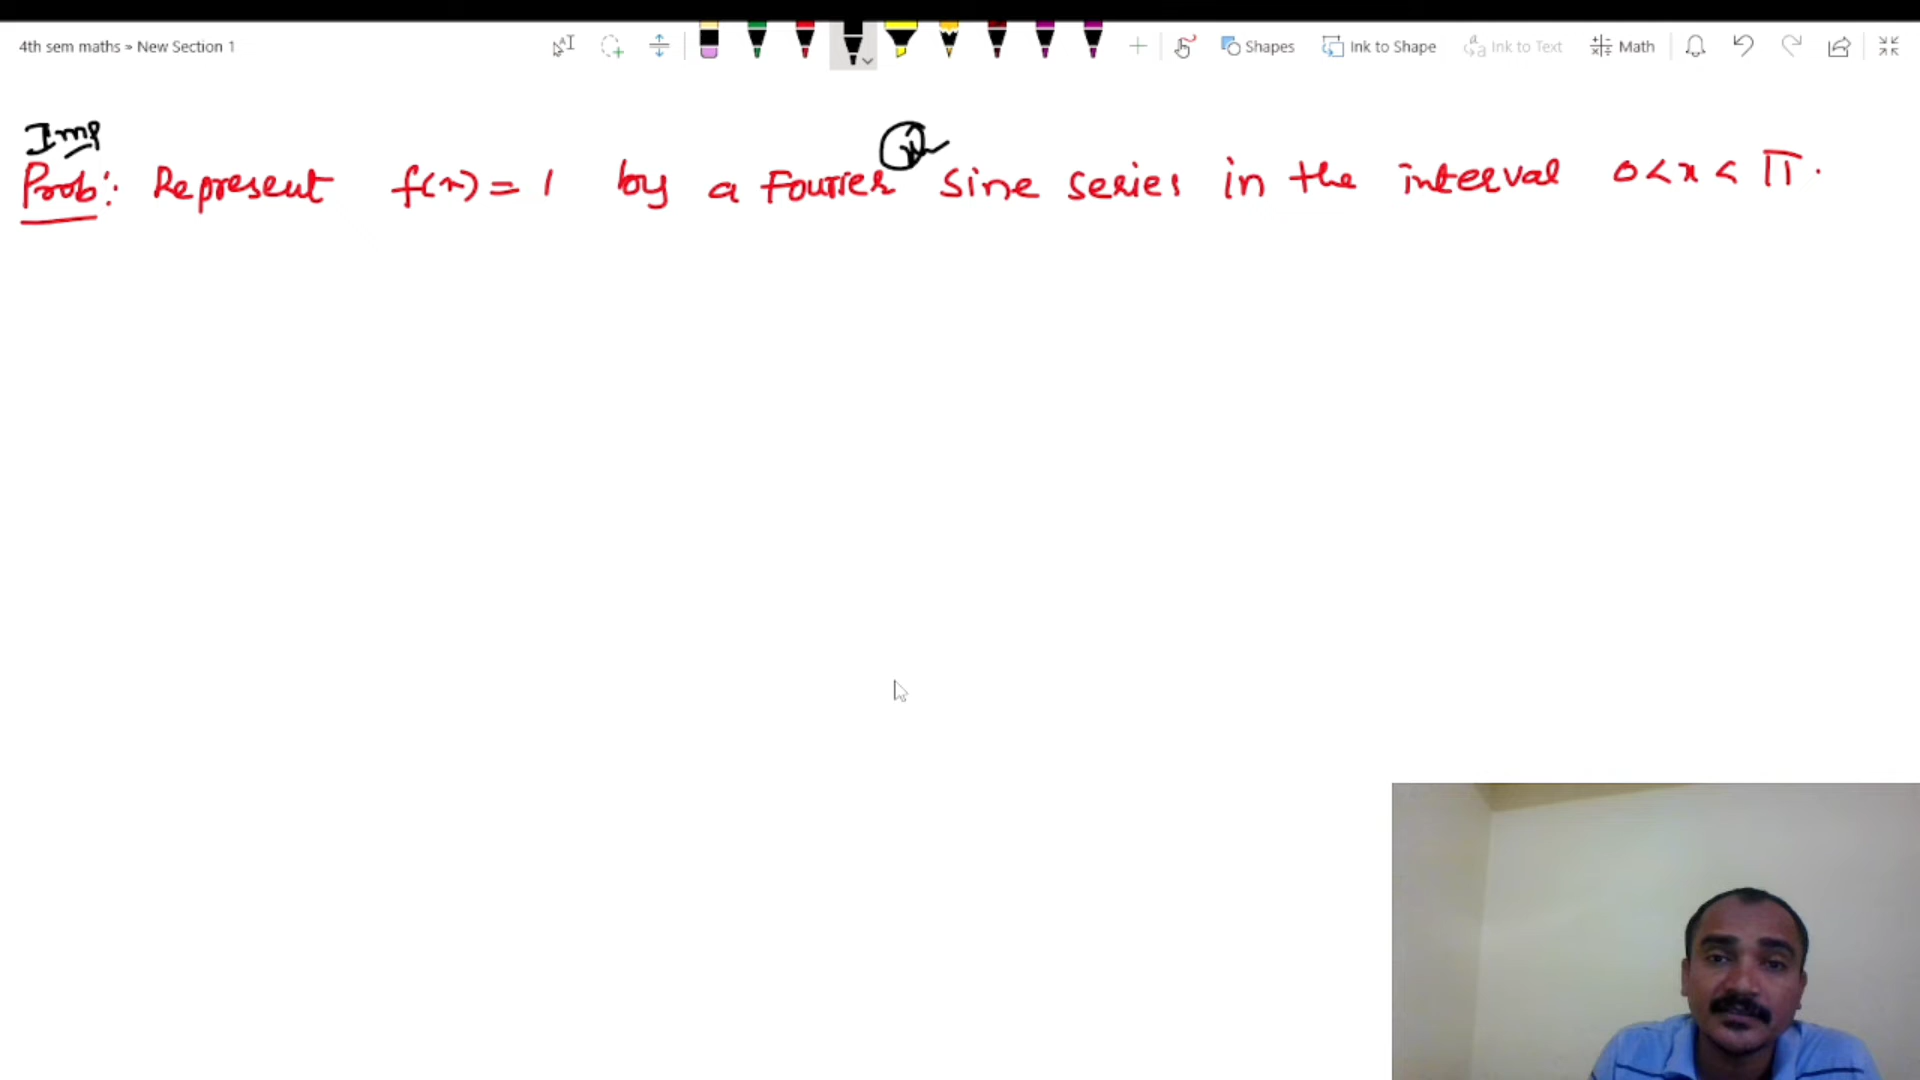 4th sem maths » New Section 1
Shapes
Ink to Shape
Ink to Text
Math
Imp
Prob: Represent f(x) = 1 by a Fourier sine series in the interval 0 < x < π.